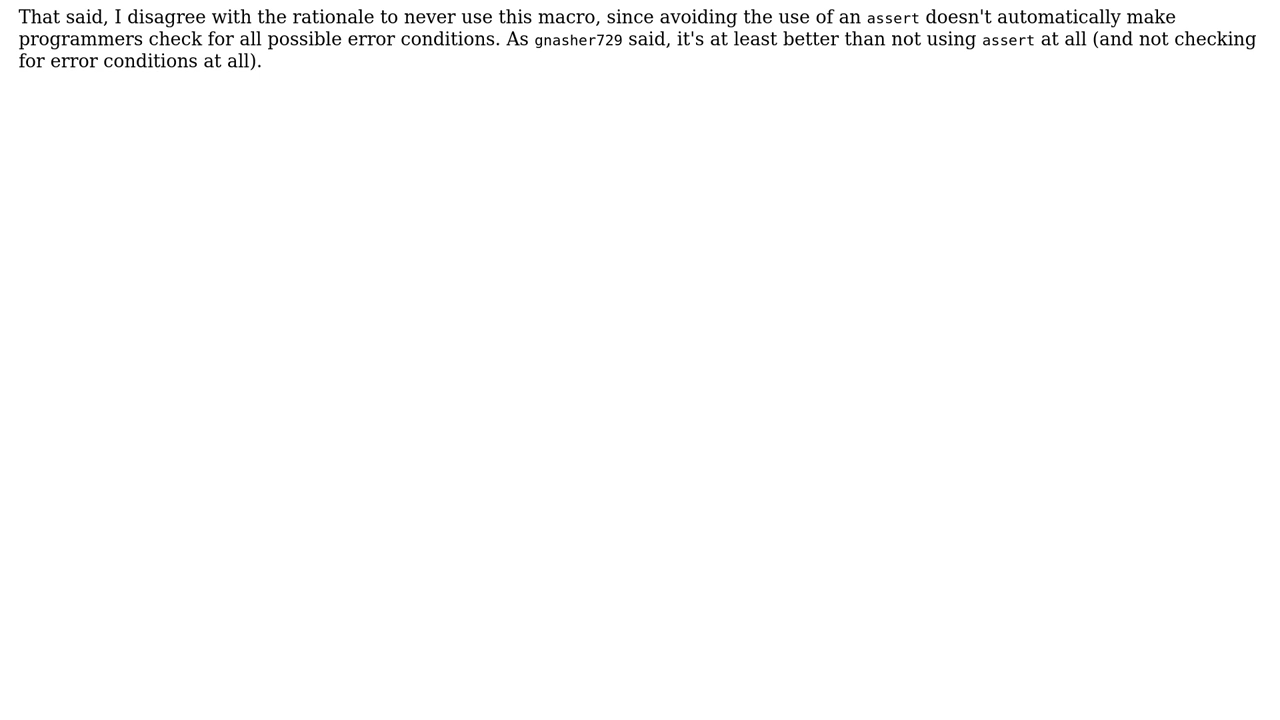 That said, I disagree with the rationale to never use this macro, since avoiding the use of an assert doesn't automatically make
programmers check for all possible error conditions. As gnasher729 said, it's at least better than not using assert at all (and not checking
for error conditions at all).